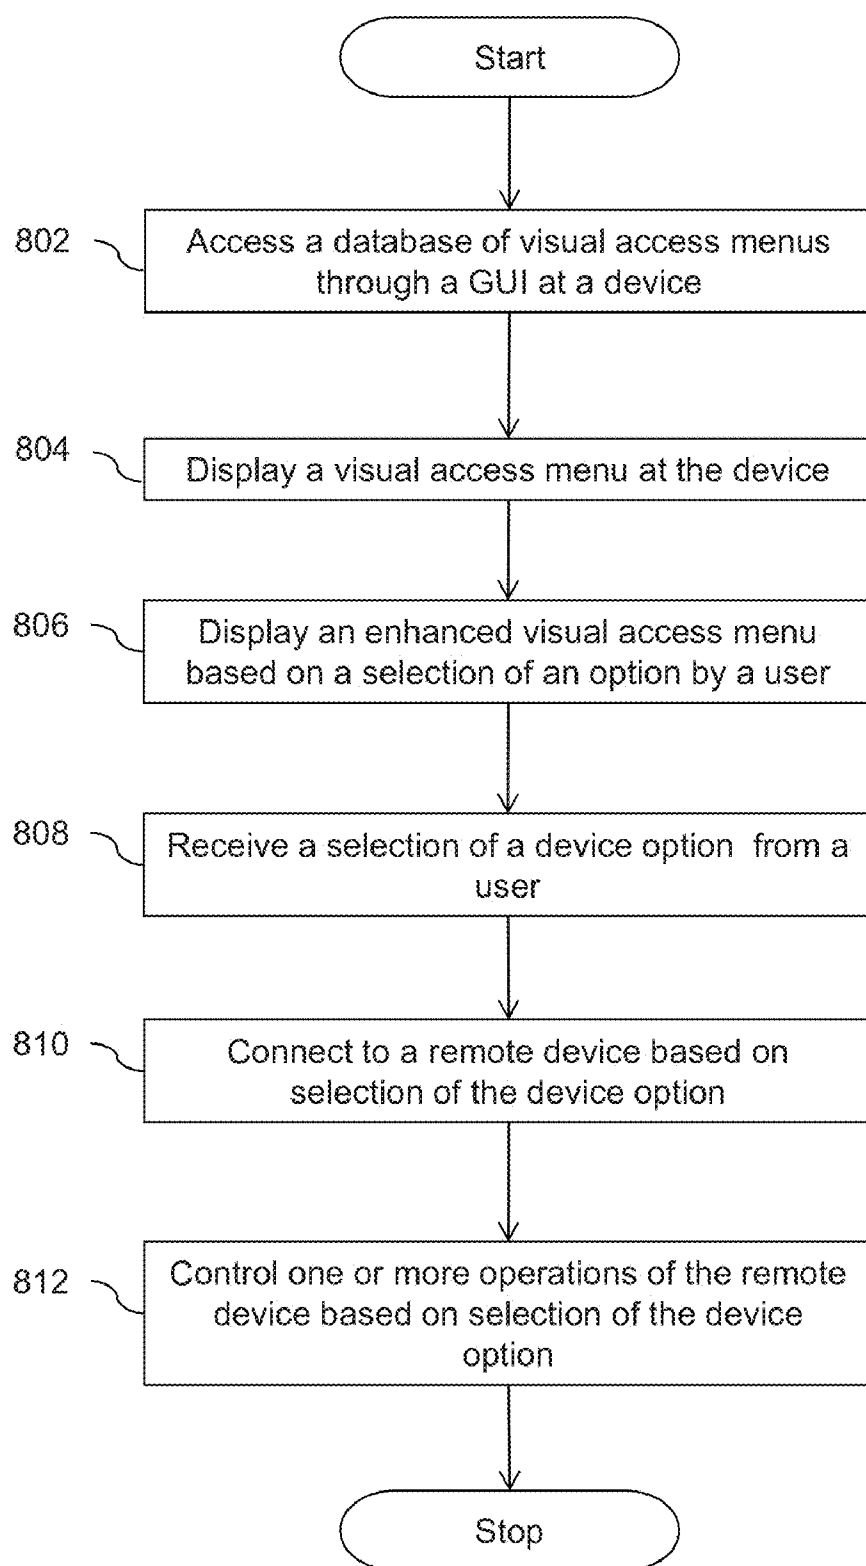 Start
802
Access a database of visual access menus
through a GUI at a device
804
Display a visual access menu at the device
806
Display an enhanced visual access menu
based on a selection of an option by a user
808
Receive a selection of a device option from a
user
810
Connect to a remote device based on
selection of the device option
812
Control one or more operations of the remote
device based on selection of the device
option
Stop